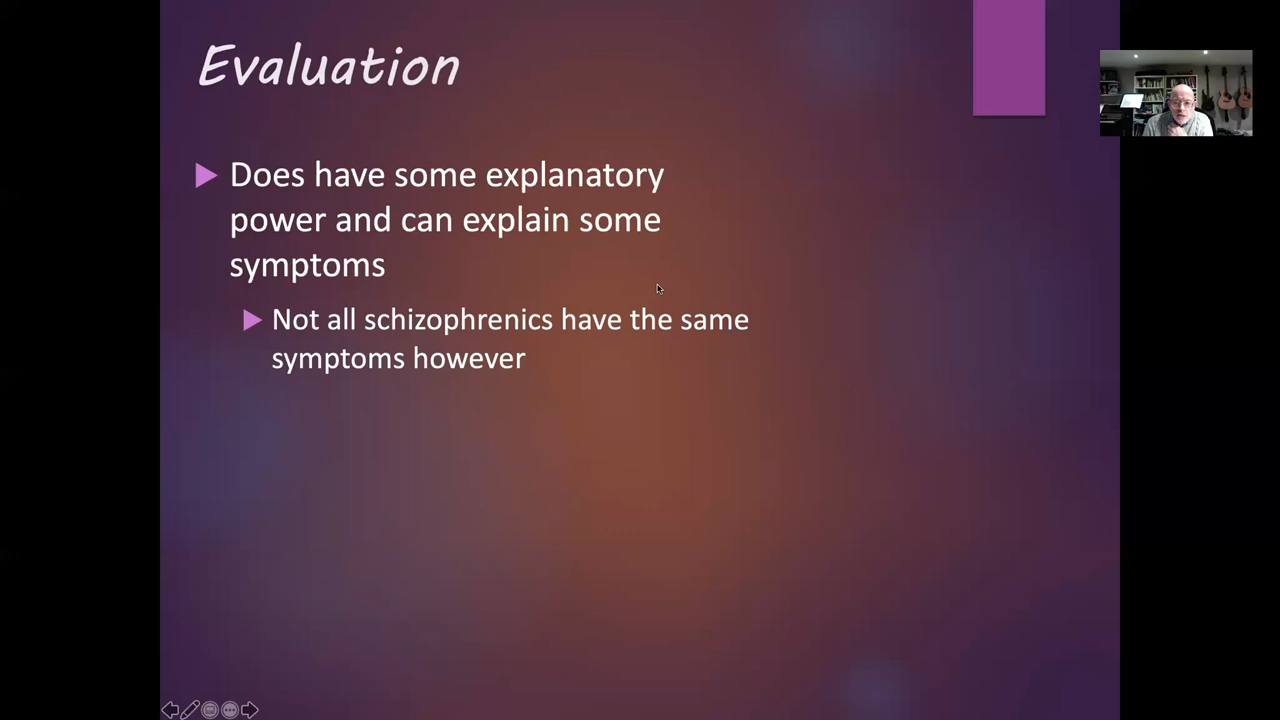 Evaluation
Does have some explanatory
power and can explain some
symptoms
Not all schizophrenics have the same
symptoms however